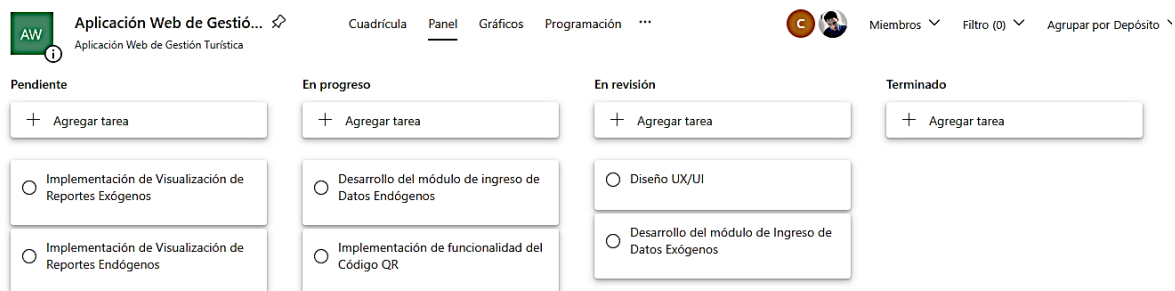 AW
Aplicación Web de Gestió...
Aplicación Web de Gestión Turística
Cuadrícula Panel Gráficos Programación ...
C
Miembros Filtro (0) Agrupar por Depósito
Pendiente
+ Agregar tarea
Implementación de Visualización de
Reportes Exógenos
Implementación de Visualización de
Reportes Endógenos
En progreso
+ Agregar tarea
Desarrollo del módulo de ingreso de
Datos Endógenos
Implementación de funcionalidad del
Código QR
En revisión
+ Agregar tarea
Diseño UX/UI
Desarrollo del módulo de Ingreso de
Datos Exógenos
Terminado
+ Agregar tarea